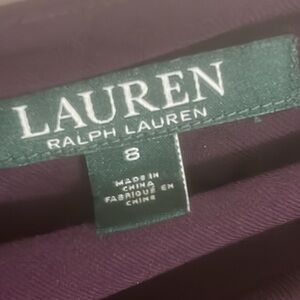 LAUREN
RALPH LAUREN
8
MADE IN
CHINA
FABRIQUÉ EN
CHINE